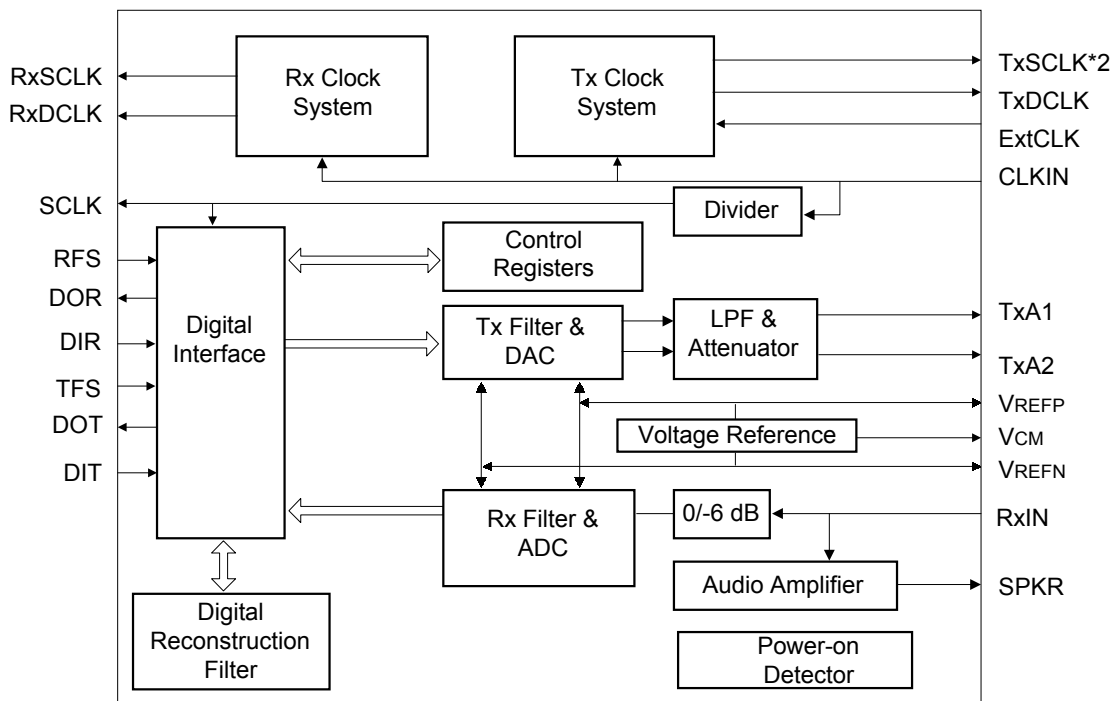 RxSCLK
RxDCLK
Rx Clock
System
Tx Clock
System
TxSCLK*2
TxDCLK
ExtCLK
CLKIN
SCLK
Divider
RFS
DOR
DIR
TFS
DOT
DIT
Digital
Interface
Control
Registers
Tx Filter &
DAC
LPF &
Attenuator
TxA1
TxA2
VREFP
Voltage Reference
VCM
VREFN
Rx Filter &
ADC
0/-6 dB
RxIN
Audio Amplifier
SPKR
Digital
Reconstruction
Filter
Power-on
Detector